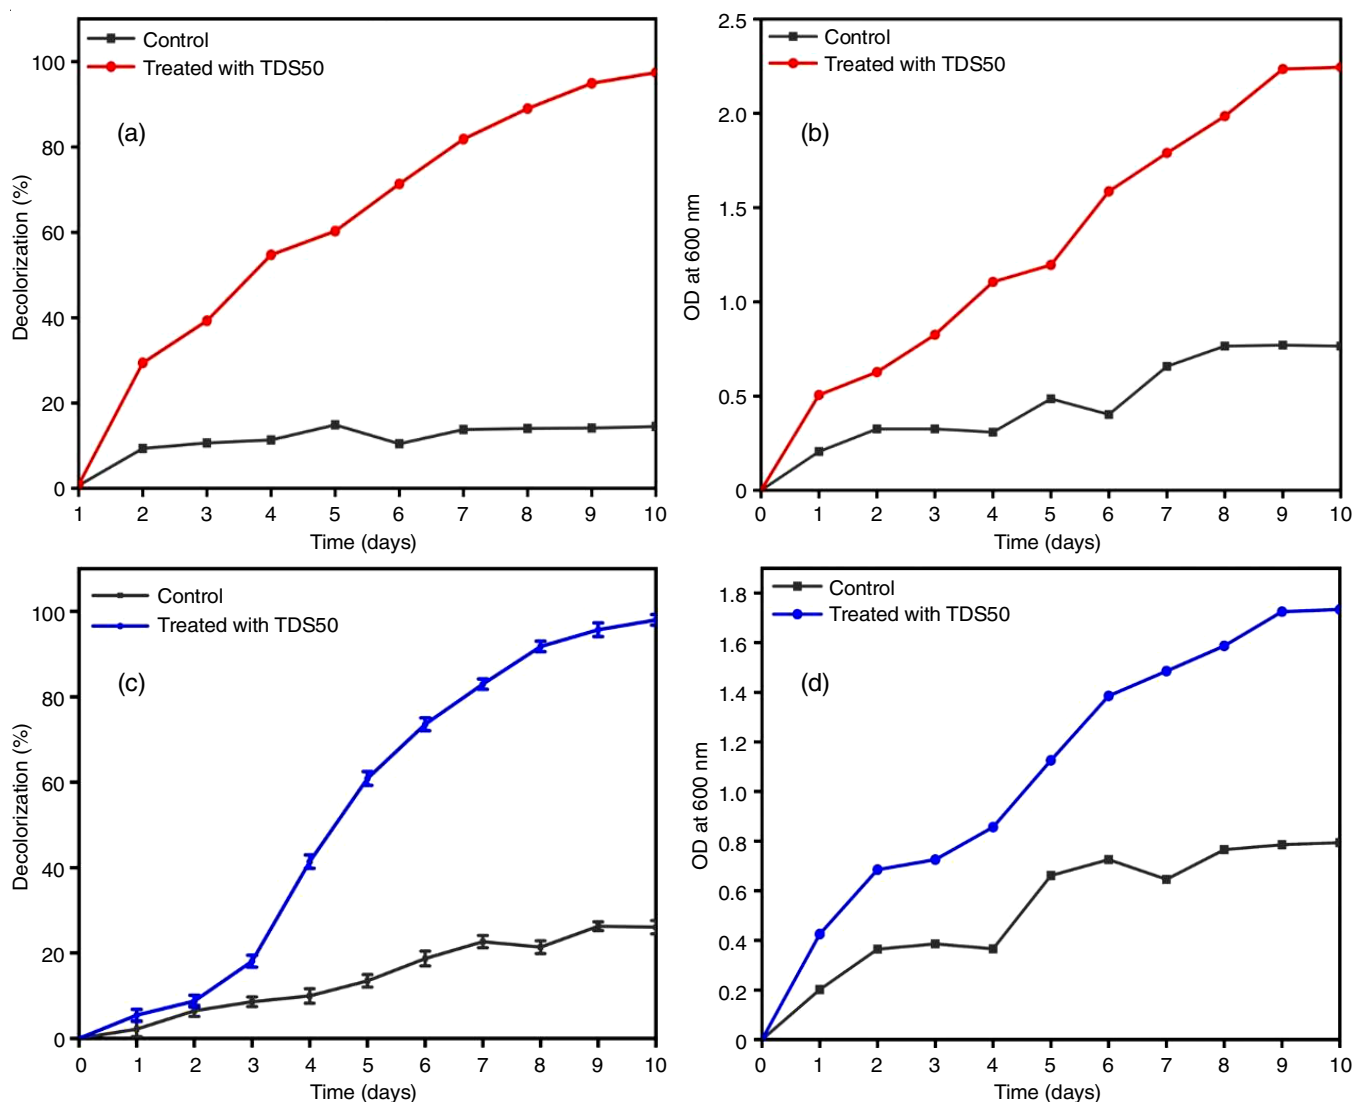 Control
Treated with TDS50
(a)
Decolorization (%)
100
80
60
40
20
0
1 2 3 4 5 6 7 8 9 10
Time (days)
Control
Treated with TDS50
(b)
OD at 600 nm
2.5
2.0
1.5
1.0
0.5
0
0 1 2 3 4 5 6 7 8 9 10
Time (days)
Control
Treated with TDS50
(c)
Decolorization (%)
100
80
60
40
20
0
0 1 2 3 4 5 6 7 8 9 10
Time (days)
Control
Treated with TDS50
(d)
OD at 600 nm
1.8
1.6
1.4
1.2
1.0
0.8
0.6
0.4
0.2
0
0 1 2 3 4 5 6 7 8 9 10
Time (days)